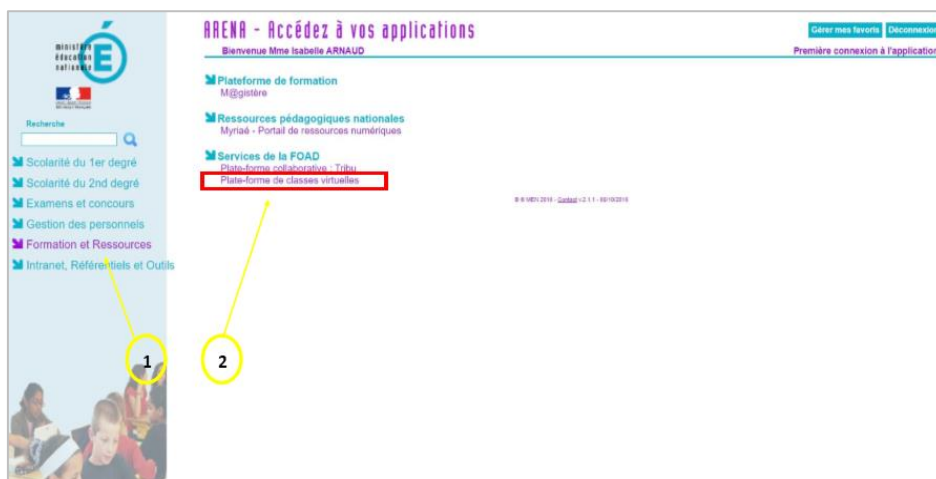 ministère
éducation
nationale
É
Recherche
Scolarité du 1er degré
Scolarité du 2nd degré
Examens et concours
Gestion des personnels
Formation et Ressources
Intranet, Référentiels et Outils
ARENA - Accédez à vos applications
Bienvenue Mme Isabelle ARNAUD
Gérer mes favoris Déconnexion
Première connexion à l'application
Plateforme de formation
M@gistère
Ressources pédagogiques nationales
Myriaé - Portail de ressources numériques
Services de la FOAD
Plate-forme collaborative : Tribu
Plate-forme de classes virtuelles
1
2